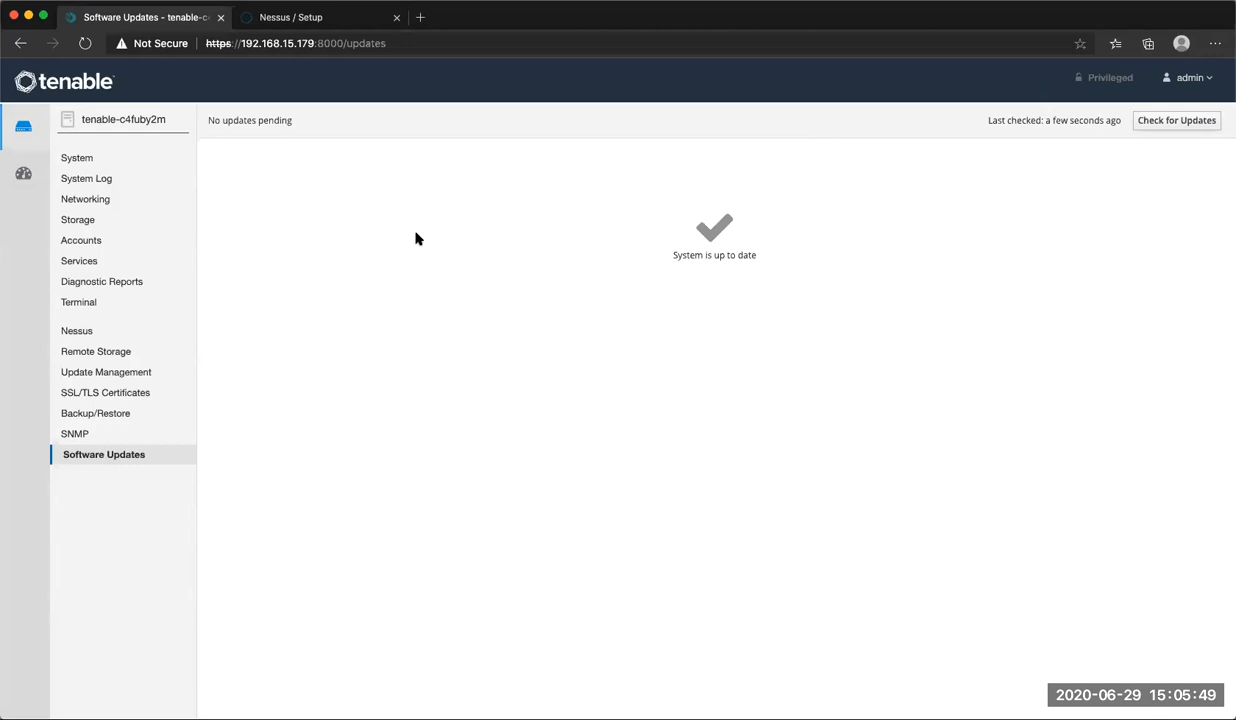 Software Updates - tenable-c4
Nessus / Setup
Not Secure
https://192.168.15.179:8000/updates
tenable
Privileged
admin
tenable-c4fuby2m
No updates pending
Last checked: a few seconds ago
Check for Updates
System
System Log
Networking
Storage
Accounts
Services
Diagnostic Reports
Terminal
Nessus
Remote Storage
Update Management
SSL/TLS Certificates
Backup/Restore
SNMP
Software Updates
System is up to date
2020-06-29 15:05:49